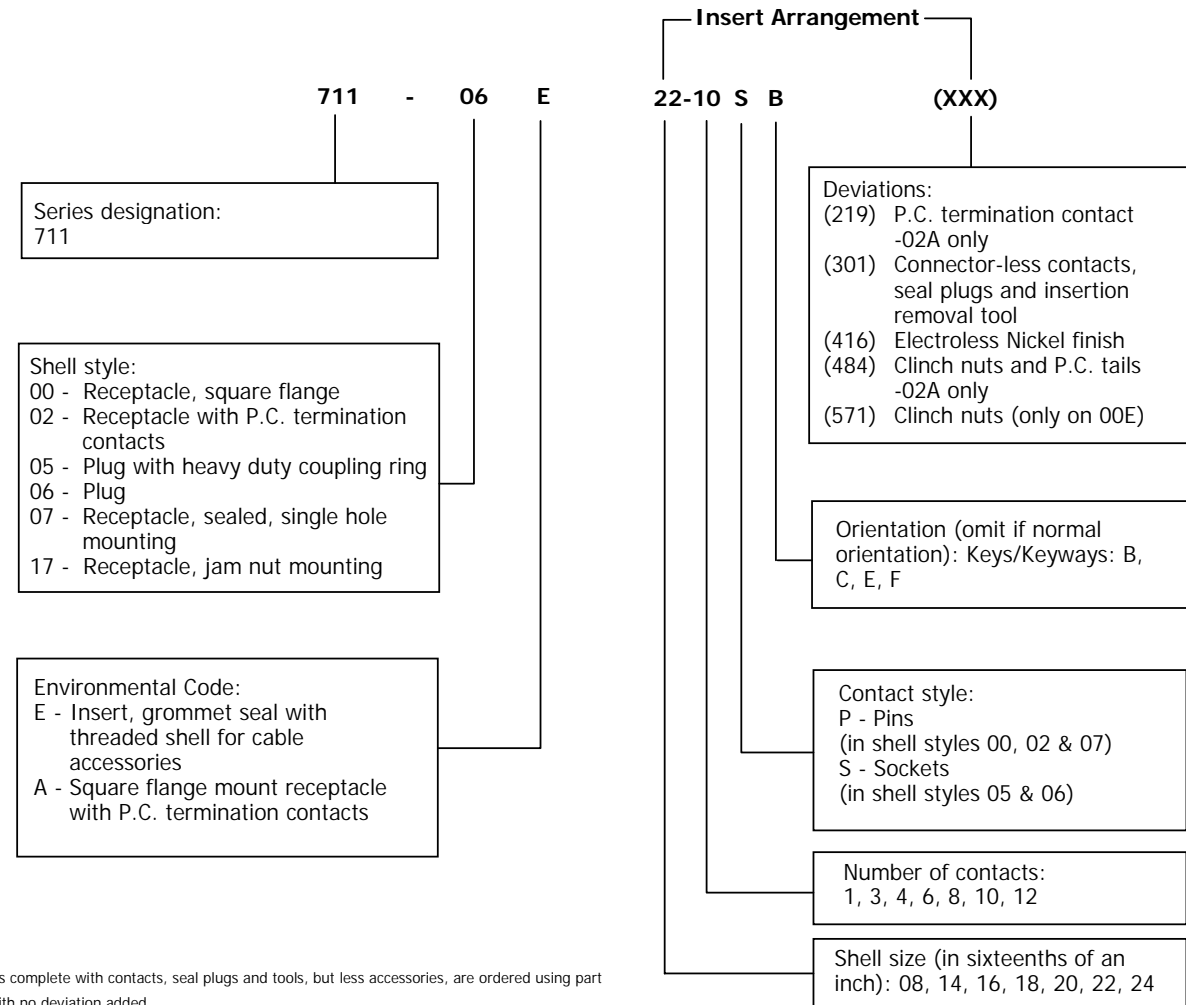 Insert Arrangement
711 - 06 E 22-10 S B (XXX)
Series designation:
711
Shell style:
00 - Receptacle, square flange
02 - Receptacle with P.C. termination
contacts
05 - Plug with heavy duty coupling ring
06 - Plug
07 - Receptacle, sealed, single hole
mounting
17 - Receptacle, jam nut mounting
Environmental Code:
E - Insert, grommet seal with
threaded shell for cable
accessories
A - Square flange mount receptacle
with P.C. termination contacts
Deviations:
(219) P.C. termination contact
-02A only
(301) Connector-less contacts,
seal plugs and insertion
removal tool
(416) Electroless Nickel finish
(484) Clinch nuts and P.C. tails
-02A only
(571) Clinch nuts (only on 00E)
Orientation (omit if normal
orientation): Keys/Keyways: B,
C, E, F
Contact style:
P - Pins
(in shell styles 00, 02 & 07)
S - Sockets
(in shell styles 05 & 06)
Number of contacts:
1, 3, 4, 6, 8, 10, 12
Shell size (in sixteenths of an
inch): 08, 14, 16, 18, 20, 22, 24
complete with contacts, seal plugs and tools, but less accessories, are ordered using part
with no deviation added